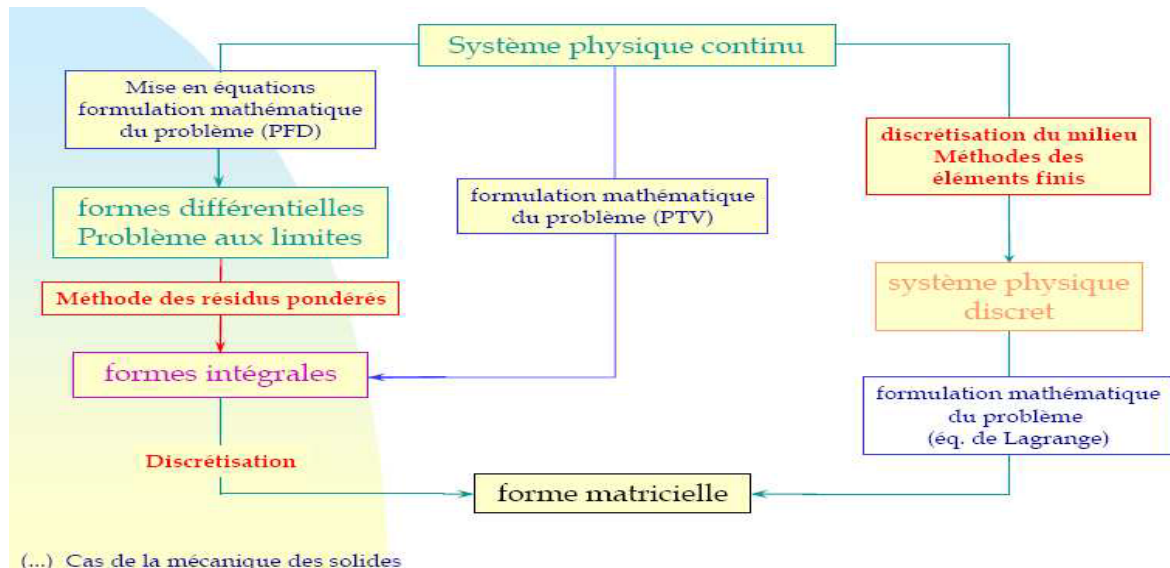 Système physique continu
Mise en équations
formulation mathématique
du problème (PFD)
discrétisation du milieu
Méthodes des
éléments finis
formes différentielles
Problème aux limites
formulation mathématique
du problème (PTV)
Méthode des résidus pondérés
système physique
discret
formes intégrales
formulation mathématique
du problème
(éq. de Lagrange)
Discrétisation
forme matricielle
(...) Cas de la mécanique des solides